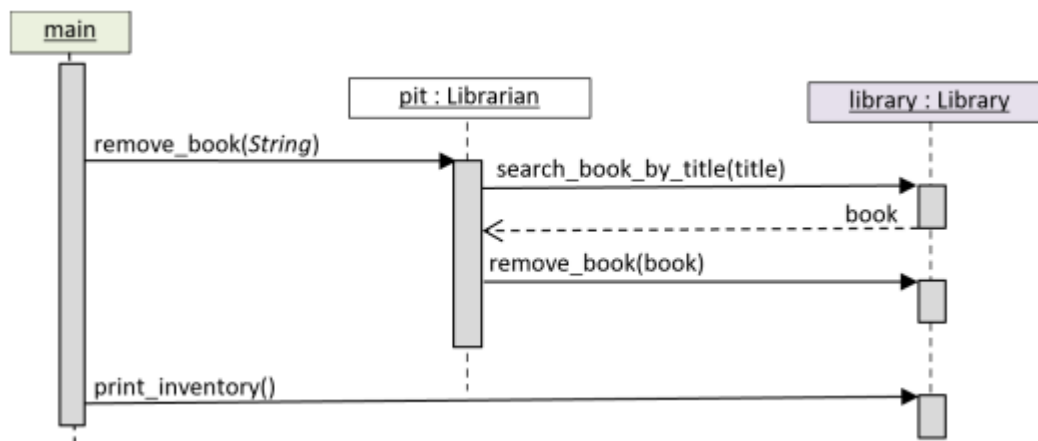 main
pit : Librarian
library : Library
remove_book(String)
search_book_by_title(title)
book
remove_book(book)
print_inventory()